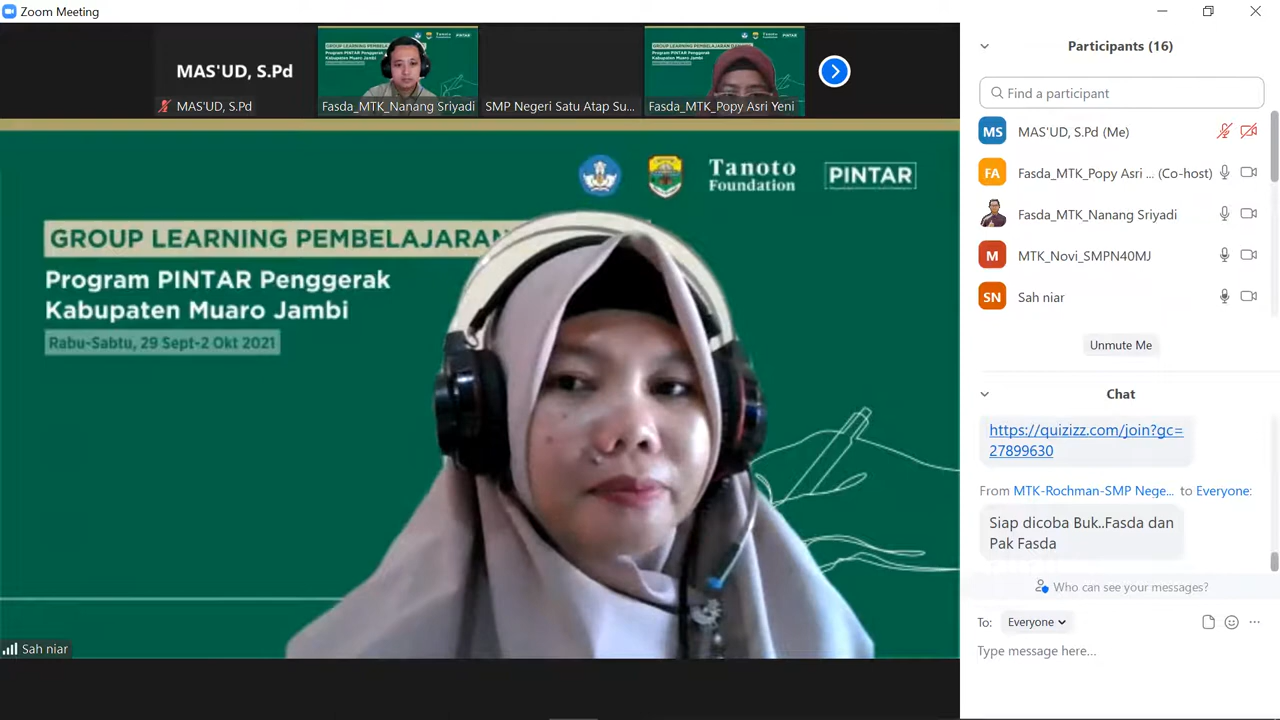 Zoom Meeting
MAS'UD, S.Pd
MAS'UD, S.Pd
Fasda_MTK_Nanang Sriyadi
SMP Negeri Satu Atap Su...
Fasda_MTK_Popy Asri Yeni
Tanoto
Foundation
PINTAR
GROUP LEARNING PEMBELAJARAN
Program PINTAR Penggerak
Kabupaten Muaro Jambi
Rabu-Sabtu, 29 Sept-2 Okt 2021
Sah niar
Participants (16)
Find a participant
MS
MAS'UD, S.Pd (Me)
FA
Fasda_MTK_Popy Asri ... (Co-host)
Fasda_MTK_Nanang Sriyadi
M
MTK_Novi_SMPN40MJ
SN
Sah niar
Unmute Me
Chat
https://quizizz.com/join?gc=
27899630
From MTK-Rochman-SMP Nege... to Everyone:
Siap dicoba Buk..Fasda dan
Pak Fasda
Who can see your messages?
To: Everyone
Type message here...